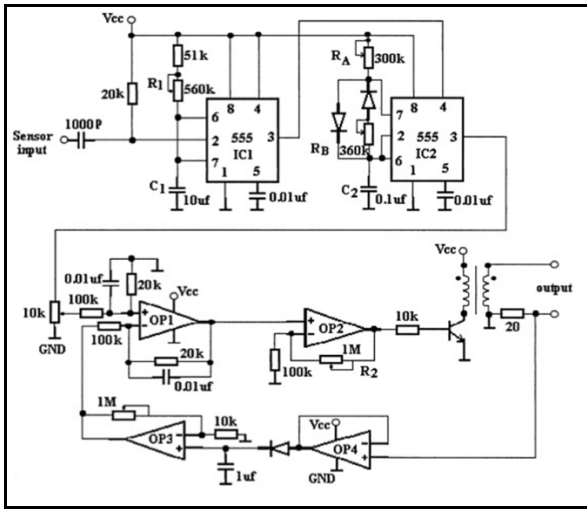 Vcc
51k
R1
560k
20k
1000P
Sensor
input
8
4
6
2
7
555
IC1
3
1
5
C1
10uf
0.01uf
RA
300k
RB
360k
8
4
7
2
6
555
IC2
3
1
5
C2
0.1uf
0.01uf
0.01uf
20k
10k
100k
GND
100k
+
-
OP1
Vcc
20k
0.01uf
+
-
OP2
100k
1M
R2
10k
Vcc
output
20
1M
OP3
-
+
10k
1uf
Vcc
OP4
-
+
GND